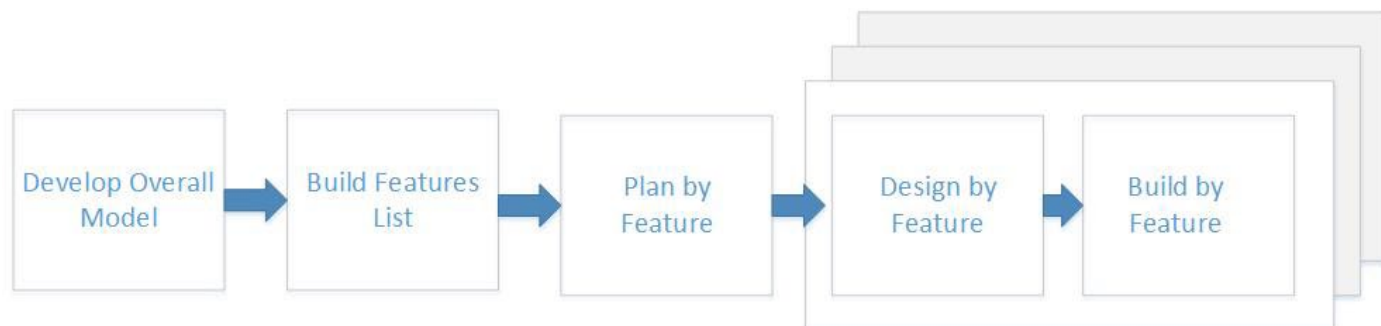 Develop Overall
Model
Build Features
List
Plan by
Feature
Design by
Feature
Build by
Feature